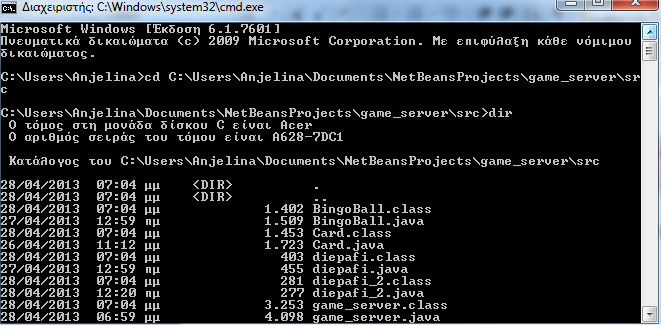 Διαχειριστής: C:\Windows\system32\cmd.exe
Microsoft Windows [Έκδοση 6.1.7601]
Πνευματικά δικαιώματα (c) 2009 Microsoft Corporation. Με επιφύλαξη κάθε νόμιμου
δικαιώματος.
C:\Users\Anjelina>cd C:\Users\Anjelina\Documents\NetBeansProjects\game_server\sr
c
C:\Users\Anjelina\Documents\NetBeansProjects\game_server\src>dir
Ο τόμος στη μονάδα δίσκου C είναι Acer
Ο αριθμός σειράς του τόμου είναι A628-7DC1
Κατάλογος του C:\Users\Anjelina\Documents\NetBeansProjects\game_server\src
28/04/2013 07:04 μμ <DIR> .
28/04/2013 07:04 μμ <DIR> ..
28/04/2013 07:04 μμ 1.402 BingoBall.class
27/04/2013 12:59 πμ 1.509 BingoBall.java
28/04/2013 07:04 μμ 1.453 Card.class
26/04/2013 11:12 μμ 1.723 Card.java
28/04/2013 07:04 μμ 403 diepafi.class
27/04/2013 12:59 πμ 455 diepafi.java
28/04/2013 07:04 μμ 281 diepafi_2.class
28/04/2013 12:20 πμ 277 diepafi_2.java
28/04/2013 07:04 μμ 3.253 game_server.class
28/04/2013 06:59 μμ 4.098 game_server.java